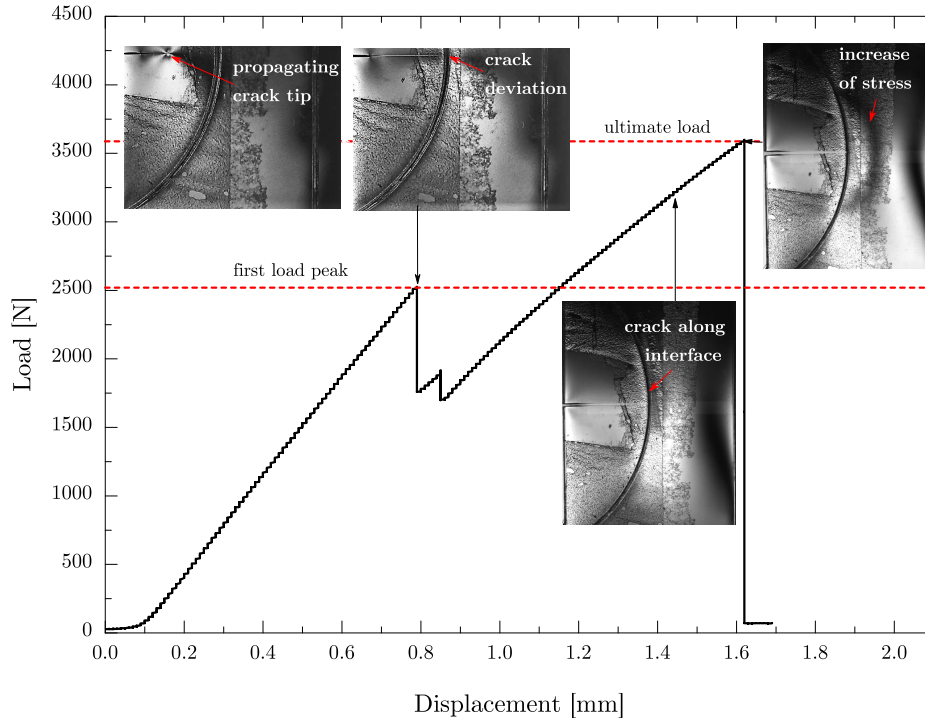 4500
4000
3500
3000
2500
2000
1500
1000
500
0
Load [N]
propagating
crack tip
crack
deviation
increase
of stress
ultimate load
first load peak
crack along
interface
0.0 0.2 0.4 0.6 0.8 1.0 1.2 1.4 1.6 1.8 2.0
Displacement [mm]